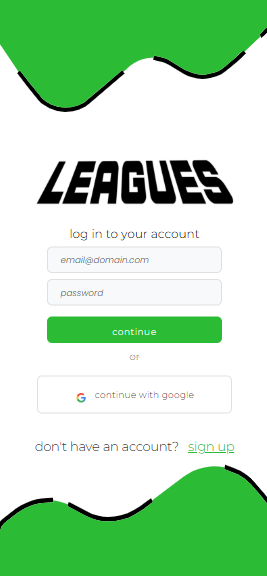 LEAGUES
log in to your account
email@domain.com
password
continue
or
continue with google
don't have an account? sign up